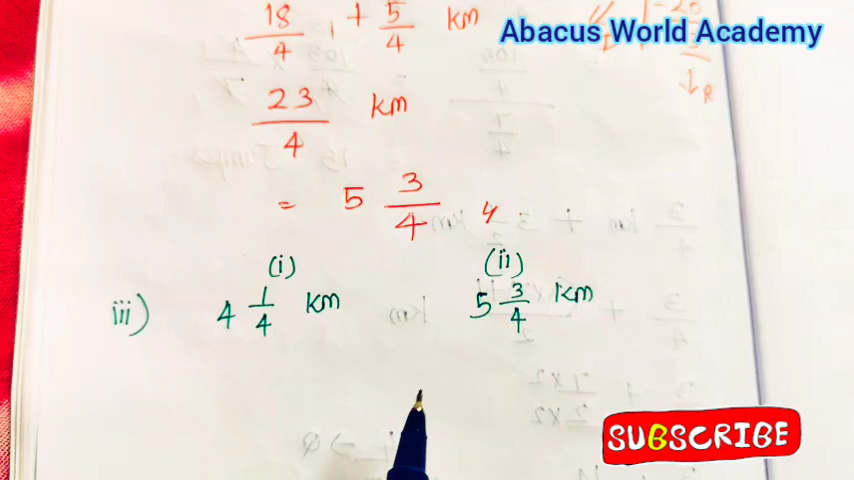 Abacus World Academy
18/4 + 5/4 km
23/4 km
= 5 3/4
(i) (ii)
iii) 4 1/4 km 5 3/4 km
SUBSCRIBE